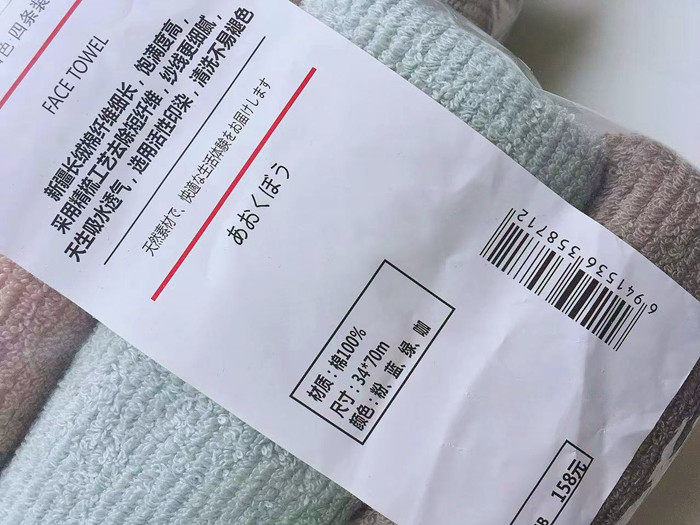 色 四条装
FACE TOWEL
新疆长绒棉纤维细长，饱满度高，
采用精梳工艺去除短纤维，纱线更细腻，
天生吸水透气，选用活性印染，清洗不易褪色
天然素材で、快適な生活体験をお届けします
あおくぼう
材质：棉100%
尺寸：34*70m
颜色：粉、蓝、绿、咖
6 941536 358712
158元